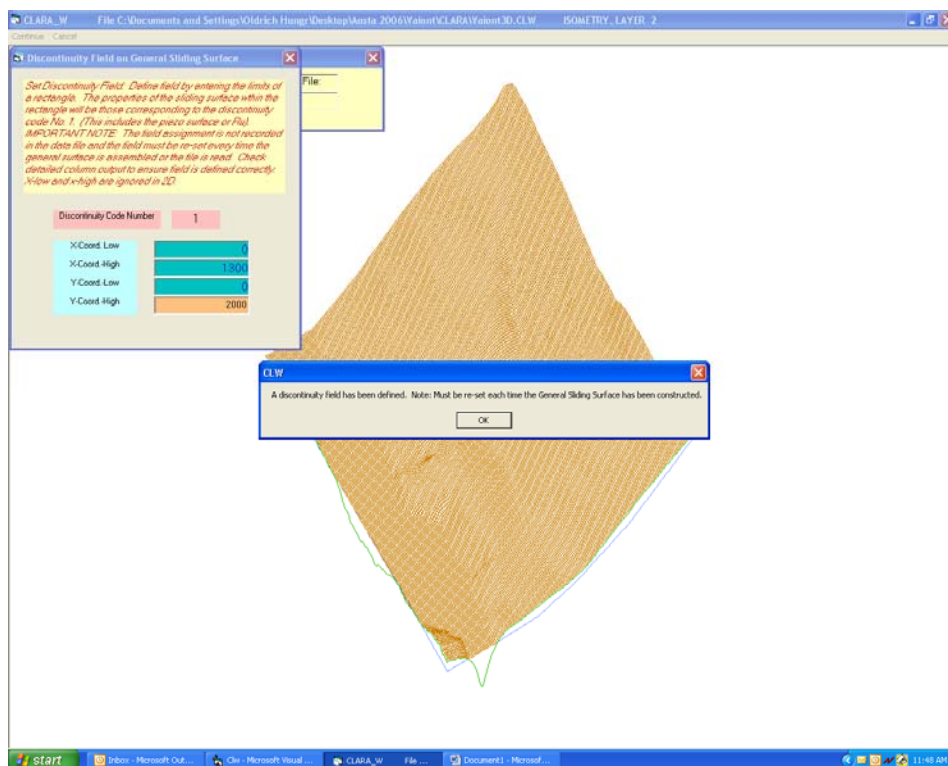 CLARA_W File C:\Documents and Settings\Oldrich Hungr\Desktop\Aosta 2006\Vaiont\CLARA\Vaiont3D.CLW ISOMETRY, LAYER 2
Continue Cancel
Discontinuity Field on General Sliding Surface
File:
Set Discontinuity Field. Define field by entering the limits of
a rectangle. The properties of the sliding surface wthin the
rectangle will be those corresponding to the discontinuity
code No. 1. (This includes the piezo surface or Ru).
IMPORTANT NOTE: The field assignment is not recorded
in the data file and the field must be re-set every time the
general surface is assembled or the file is read. Check
detailed column output to ensure field is defined correctly.
X-low and x-high are ignored in 2D.
Discontinuity Code Number 1
X-Coord.-Low 0
X-Coord.-High 1300
Y-Coord.-Low 0
Y-Coord.-High 2000
CLW
A discontinuity field has been defined. Note: Must be re-set each time the General Sliding Surface has been constructed.
OK
start Inbox - Microsoft Out... Clw - Microsoft Visual ... CLARA_W File ... Document1 - Microsof... 11:48 AM